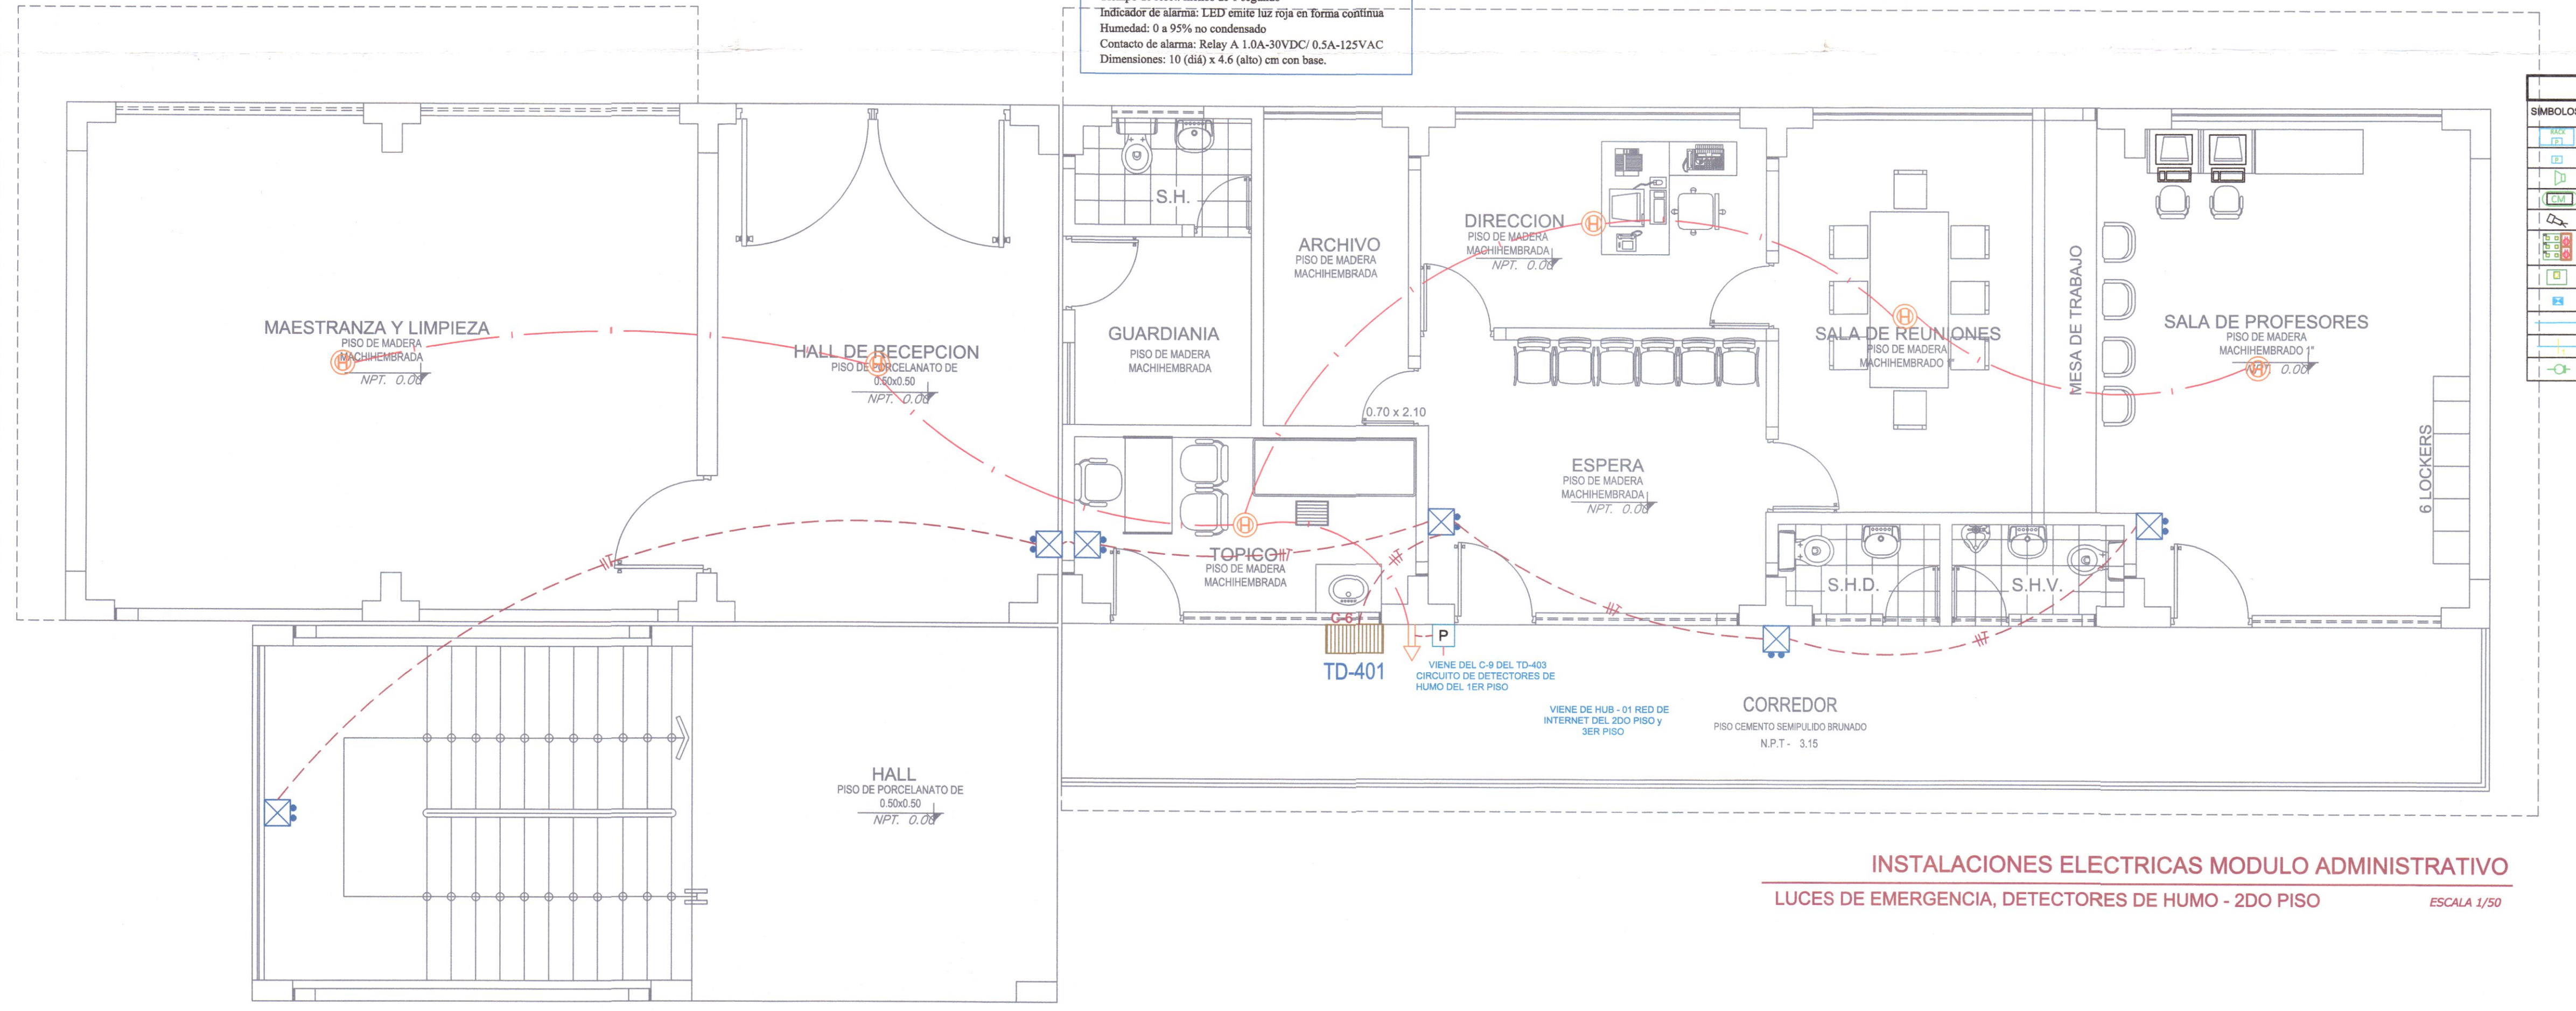 Indicador de alarma: LED emite luz roja en forma continua
Humedad: 0 a 95% no condensado
Contacto de alarma: Relay A 1.0A-30VDC/ 0.5A-125VAC
Dimensiones: 10 (diá) x 4.6 (alto) cm con base.
SÍMBOLOS
RACK
P
P
CM
S.H.
ARCHIVO
PISO DE MADERA
MACHIHEMBRADA
DIRECCION
PISO DE MADERA
MACHIHEMBRADA
NPT. 0.00
H
MESA DE TRABAJO
MAESTRANZA Y LIMPIEZA
PISO DE MADERA
MACHIHEMBRADA
NPT. 0.00
H
HALL DE RECEPCION
PISO DE PORCELANATO DE
0.50x0.50
NPT. 0.00
H
GUARDIANIA
PISO DE MADERA
MACHIHEMBRADA
SALA DE REUNIONES
PISO DE MADERA
MACHIHEMBRADO 1"
H
SALA DE PROFESORES
PISO DE MADERA
MACHIHEMBRADO 1"
NPT. 0.00
H
0.70 x 2.10
6 LOCKERS
ESPERA
PISO DE MADERA
MACHIHEMBRADA
NPT. 0.00
H
TOPICO
PISO DE MADERA
MACHIHEMBRADA
S.H.D.
S.H.V.
C-6
P
TD-401
VIENE DEL C-9 DEL TD-403
CIRCUITO DE DETECTORES DE
HUMO DEL 1ER PISO
VIENE DE HUB - 01 RED DE
INTERNET DEL 2DO PISO y
3ER PISO
CORREDOR
PISO CEMENTO SEMIPULIDO BRUNADO
N.P.T - 3.15
HALL
PISO DE PORCELANATO DE
0.50x0.50
NPT. 0.00
INSTALACIONES ELECTRICAS MODULO ADMINISTRATIVO
LUCES DE EMERGENCIA, DETECTORES DE HUMO - 2DO PISO
ESCALA 1/50